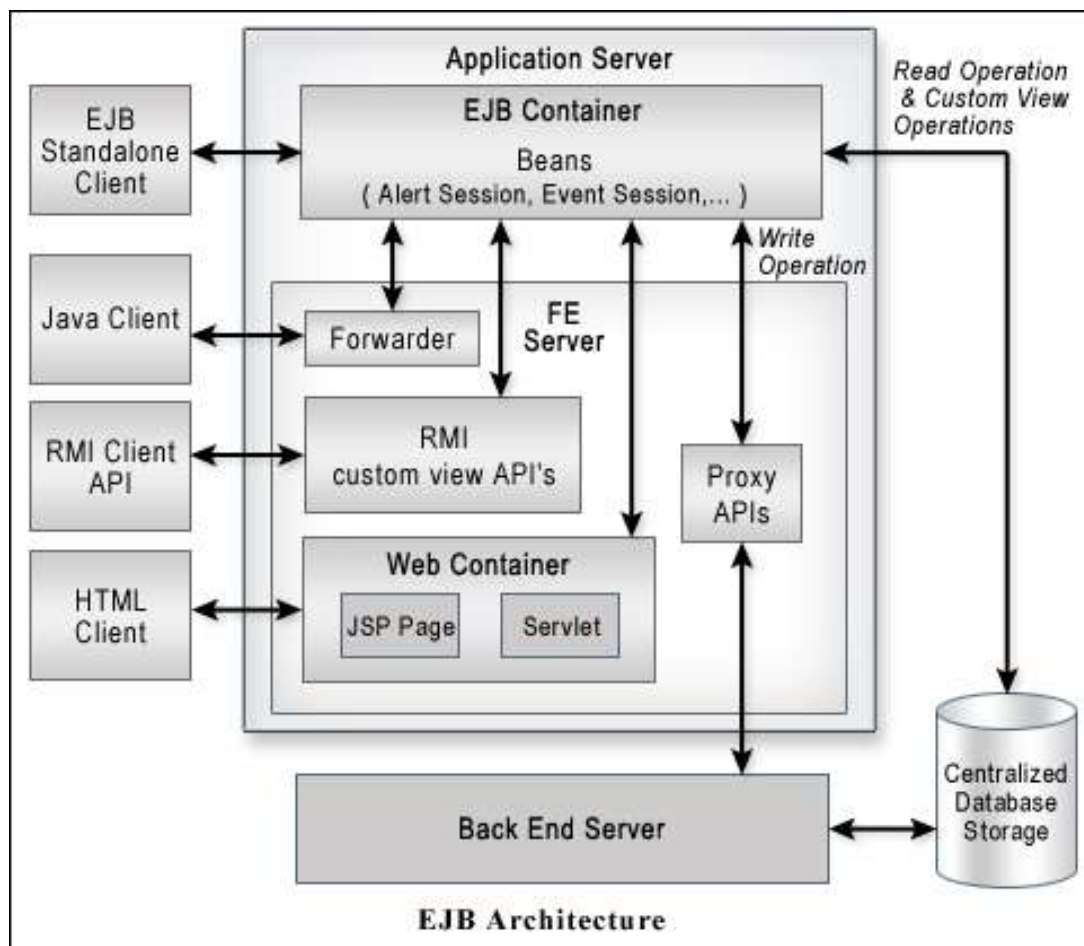 Application Server
Read Operation
& Custom View
Operations
EJB
Standalone
Client
EJB Container
Beans
( Alert Session, Event Session,... )
Write
Operation
Java Client
Forwarder
FE
Server
RMI Client
API
RMI
custom view API's
Proxy
APIs
HTML
Client
Web Container
JSP Page
Servlet
Centralized
Database
Storage
Back End Server
EJB Architecture